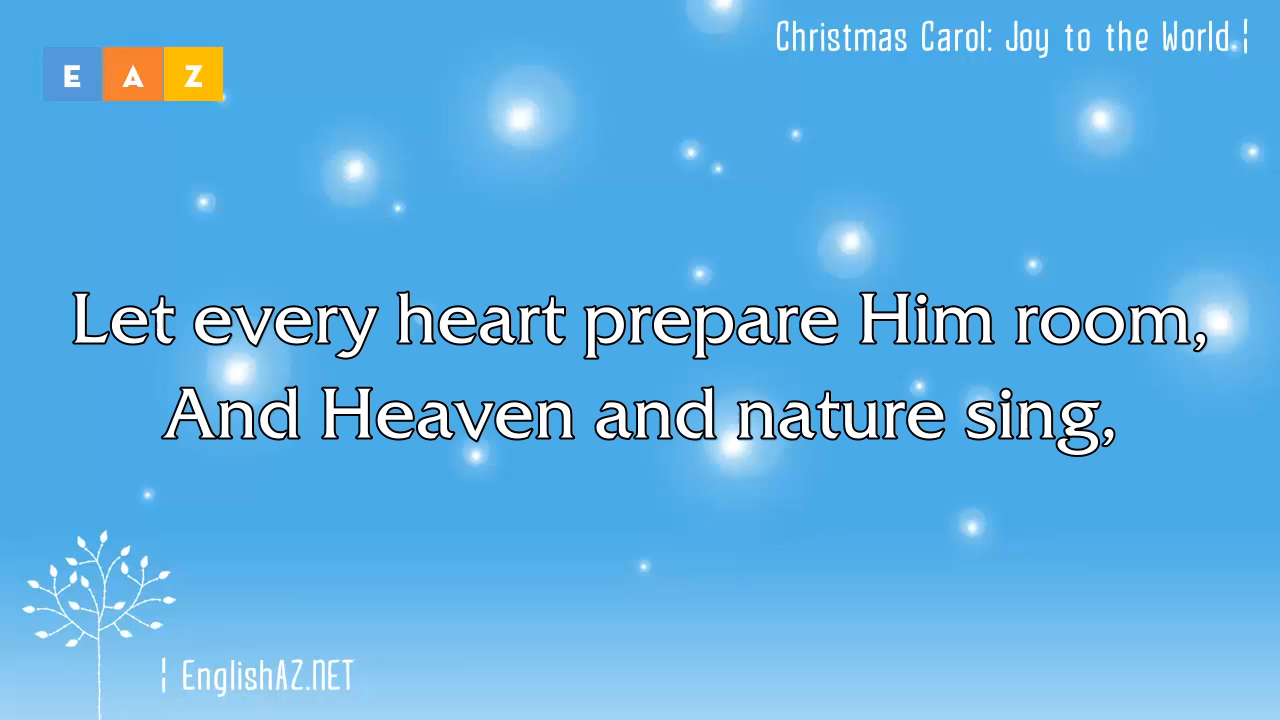 Christmas Carol: Joy to the World ¦
E A Z
Let every heart prepare Him room,
And Heaven and nature sing,
¦ EnglishAZ.NET